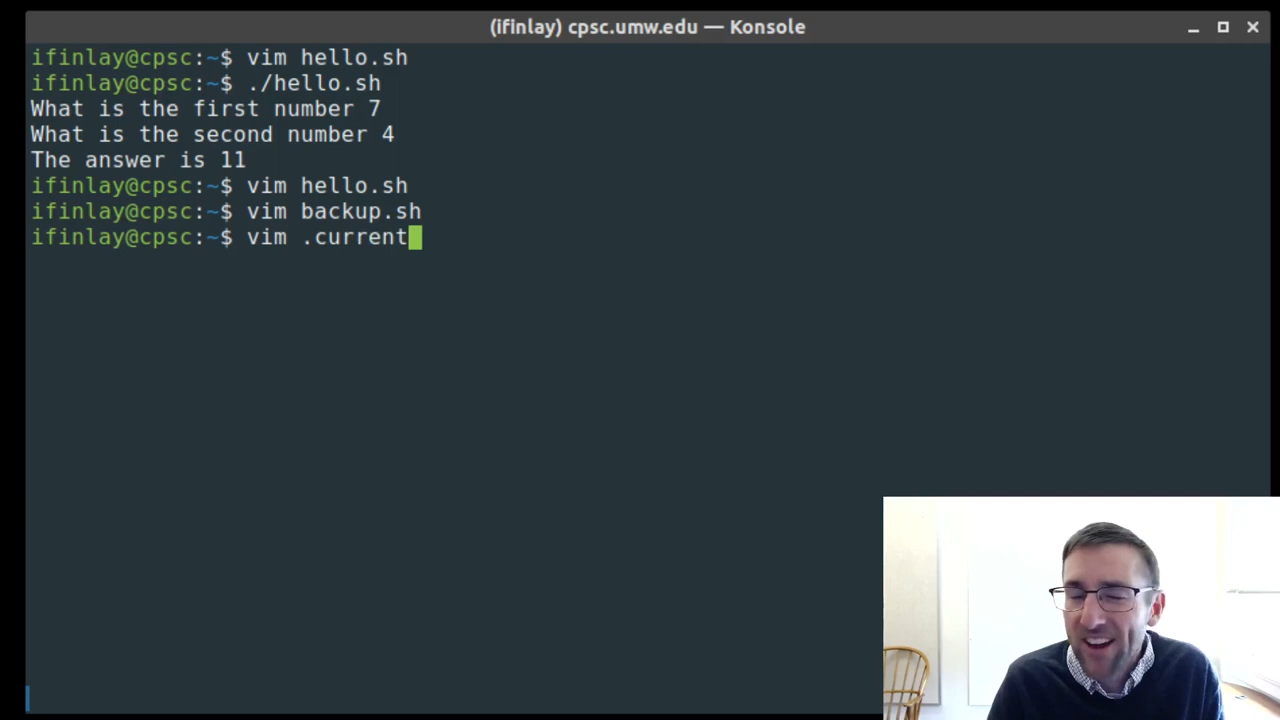 (ifinlay) cpsc.umw.edu — Konsole
ifinlay@cpsc:~$ vim hello.sh
ifinlay@cpsc:~$ ./hello.sh
What is the first number 7
What is the second number 4
The answer is 11
ifinlay@cpsc:~$ vim hello.sh
ifinlay@cpsc:~$ vim backup.sh
ifinlay@cpsc:~$ vim .current